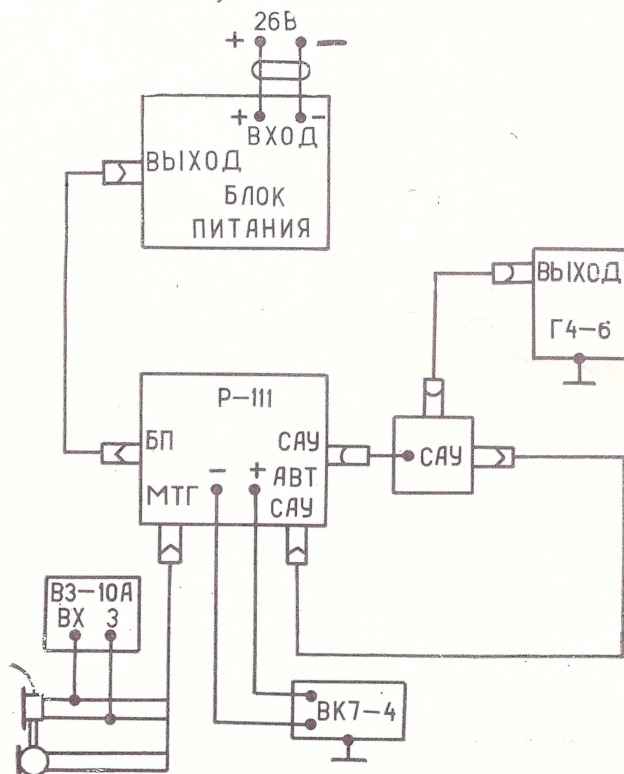 26В
+ −
+ −
ВХОД
ВЫХОД
БЛОК
ПИТАНИЯ
ВЫХОД
Г4-6
Р-111
БП
САУ
САУ
− +
АВТ
МТГ
САУ
ВЗ-10А
ВХ З
ВК7-4